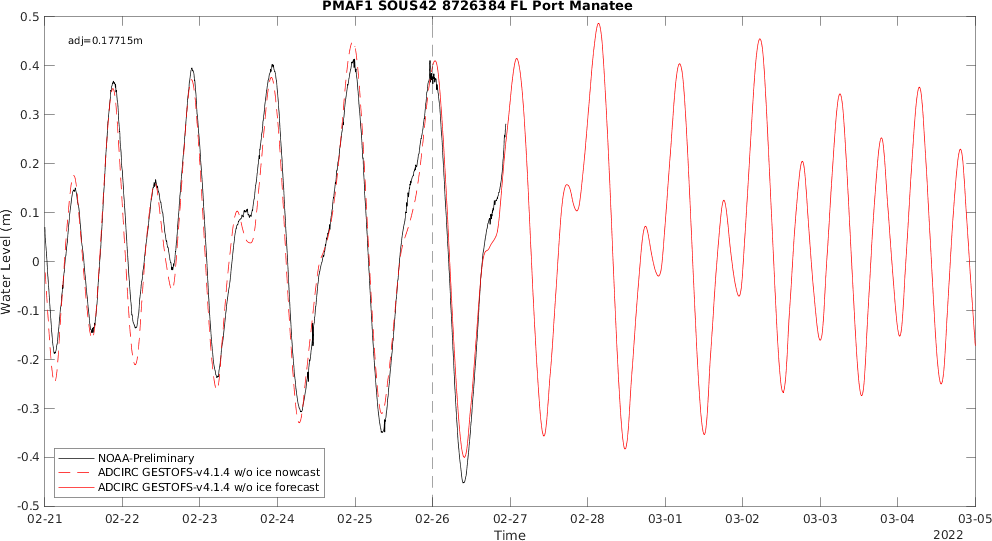 PMAF1 SOUS42 8726384 FL Port Manatee
adj=0.17715m
Water Level (m)
0.5
0.4
0.3
0.2
0.1
0
-0.1
-0.2
-0.3
-0.4
-0.5
NOAA-Preliminary
ADCIRC GESTOFS-v4.1.4 w/o ice nowcast
ADCIRC GESTOFS-v4.1.4 w/o ice forecast
02-21 02-22 02-23 02-24 02-25 02-26 02-27 02-28 03-01 03-02 03-03 03-04 03-05
Time
2022